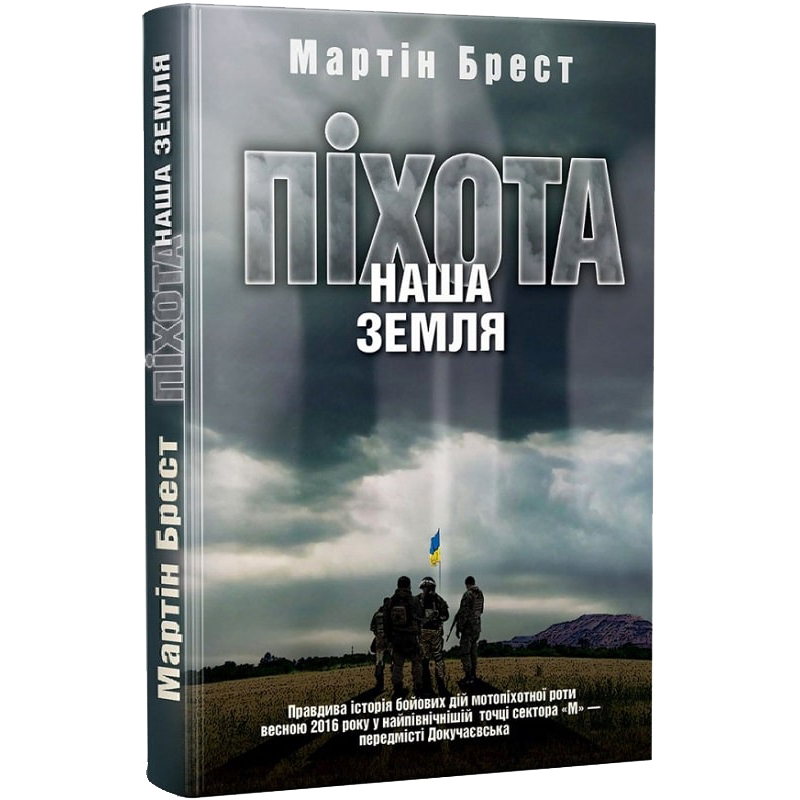 Мартін Брест
ПІХОТА
НАША
ЗЕМЛЯ
Правдива історія бойових дій мотопіхотної роти
весною 2016 року у найпівнічнішій точці сектора «М» —
передмісті Докучаєвська
Мартін Брест
ПІХОТА
НАША ЗЕМЛЯ